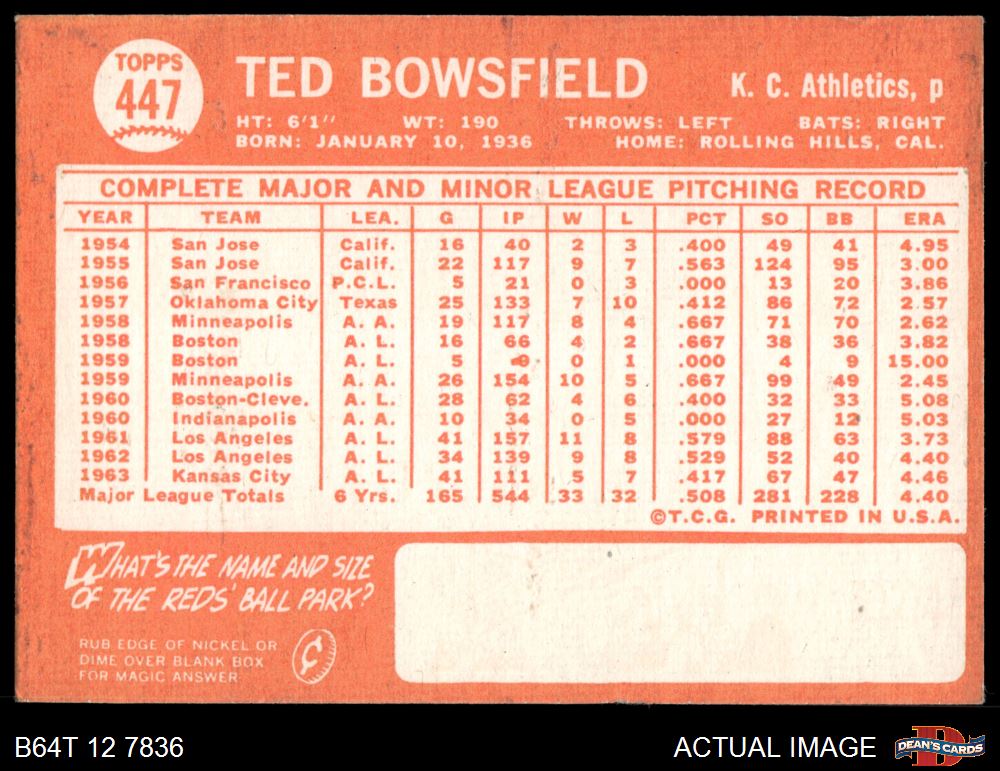 TOPPS
447
TED BOWSFIELD
K. C. Athletics, p
HT: 6'1" WT: 190 THROWS: LEFT BATS: RIGHT
BORN: JANUARY 10, 1936 HOME: ROLLING HILLS, CAL.
COMPLETE MAJOR AND MINOR LEAGUE PITCHING RECORD
YEAR TEAM LEA. G IP W L PCT SO BB ERA
1954 San Jose Calif. 16 40 2 3 .400 49 41 4.95
1955 San Jose Calif. 22 117 9 7 .563 124 95 3.00
1956 San Francisco P.C.L. 5 21 0 3 .000 13 20 3.86
1957 Oklahoma City Texas 25 133 7 10 .412 86 72 2.57
1958 Minneapolis A. A. 19 117 8 4 .667 71 70 2.62
1958 Boston A. L. 16 66 4 2 .667 38 36 3.82
1959 Boston A. L. 5 9 0 1 .000 4 9 15.00
1959 Minneapolis A. A. 26 154 10 5 .667 99 49 2.45
1960 Boston-Cleve. A. L. 28 62 4 6 .400 32 33 5.08
1960 Indianapolis A. A. 10 34 0 5 .000 27 12 5.03
1961 Los Angeles A. L. 41 157 11 8 .579 88 63 3.73
1962 Los Angeles A. L. 34 139 9 8 .529 52 40 4.40
1963 Kansas City A. L. 41 111 5 7 .417 67 47 4.46
Major League Totals 6 Yrs. 165 544 33 32 .508 281 228 4.40
©T.C.G. PRINTED IN U.S.A.
WHAT'S THE NAME AND SIZE
OF THE REDS' BALL PARK?
RUB EDGE OF NICKEL OR
DIME OVER BLANK BOX
FOR MAGIC ANSWER
¢
B64T 12 7836
ACTUAL IMAGE
D
DEAN'S CARDS